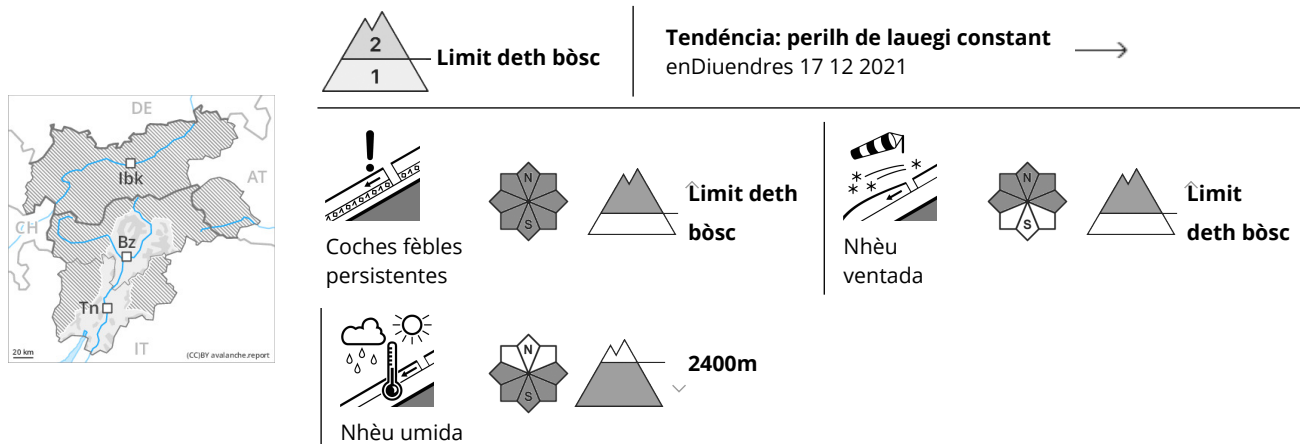 2
1
Limit deth bòsc
Tendéncia: perilh de lauegi constant
enDiuendres 17 12 2021
DE
Ibk
AT
CH
Bz
Tn
IT
20 km
(CC)BY avalanche.report
N
S
Limit deth
bòsc
Coches fèbles
persistentes
N
S
Limit
deth bòsc
Nhèu
ventada
N
S
2400m
Nhèu umida